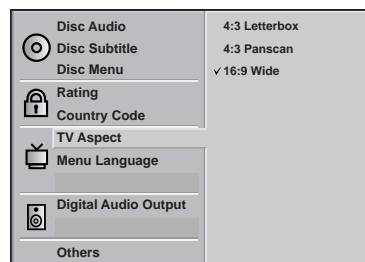 Disc Audio
Disc Subtitle
Disc Menu
Rating
Country Code
TV Aspect
Menu Language
Digital Audio Output
Others
4:3 Letterbox
4:3 Panscan
✓16:9 Wide